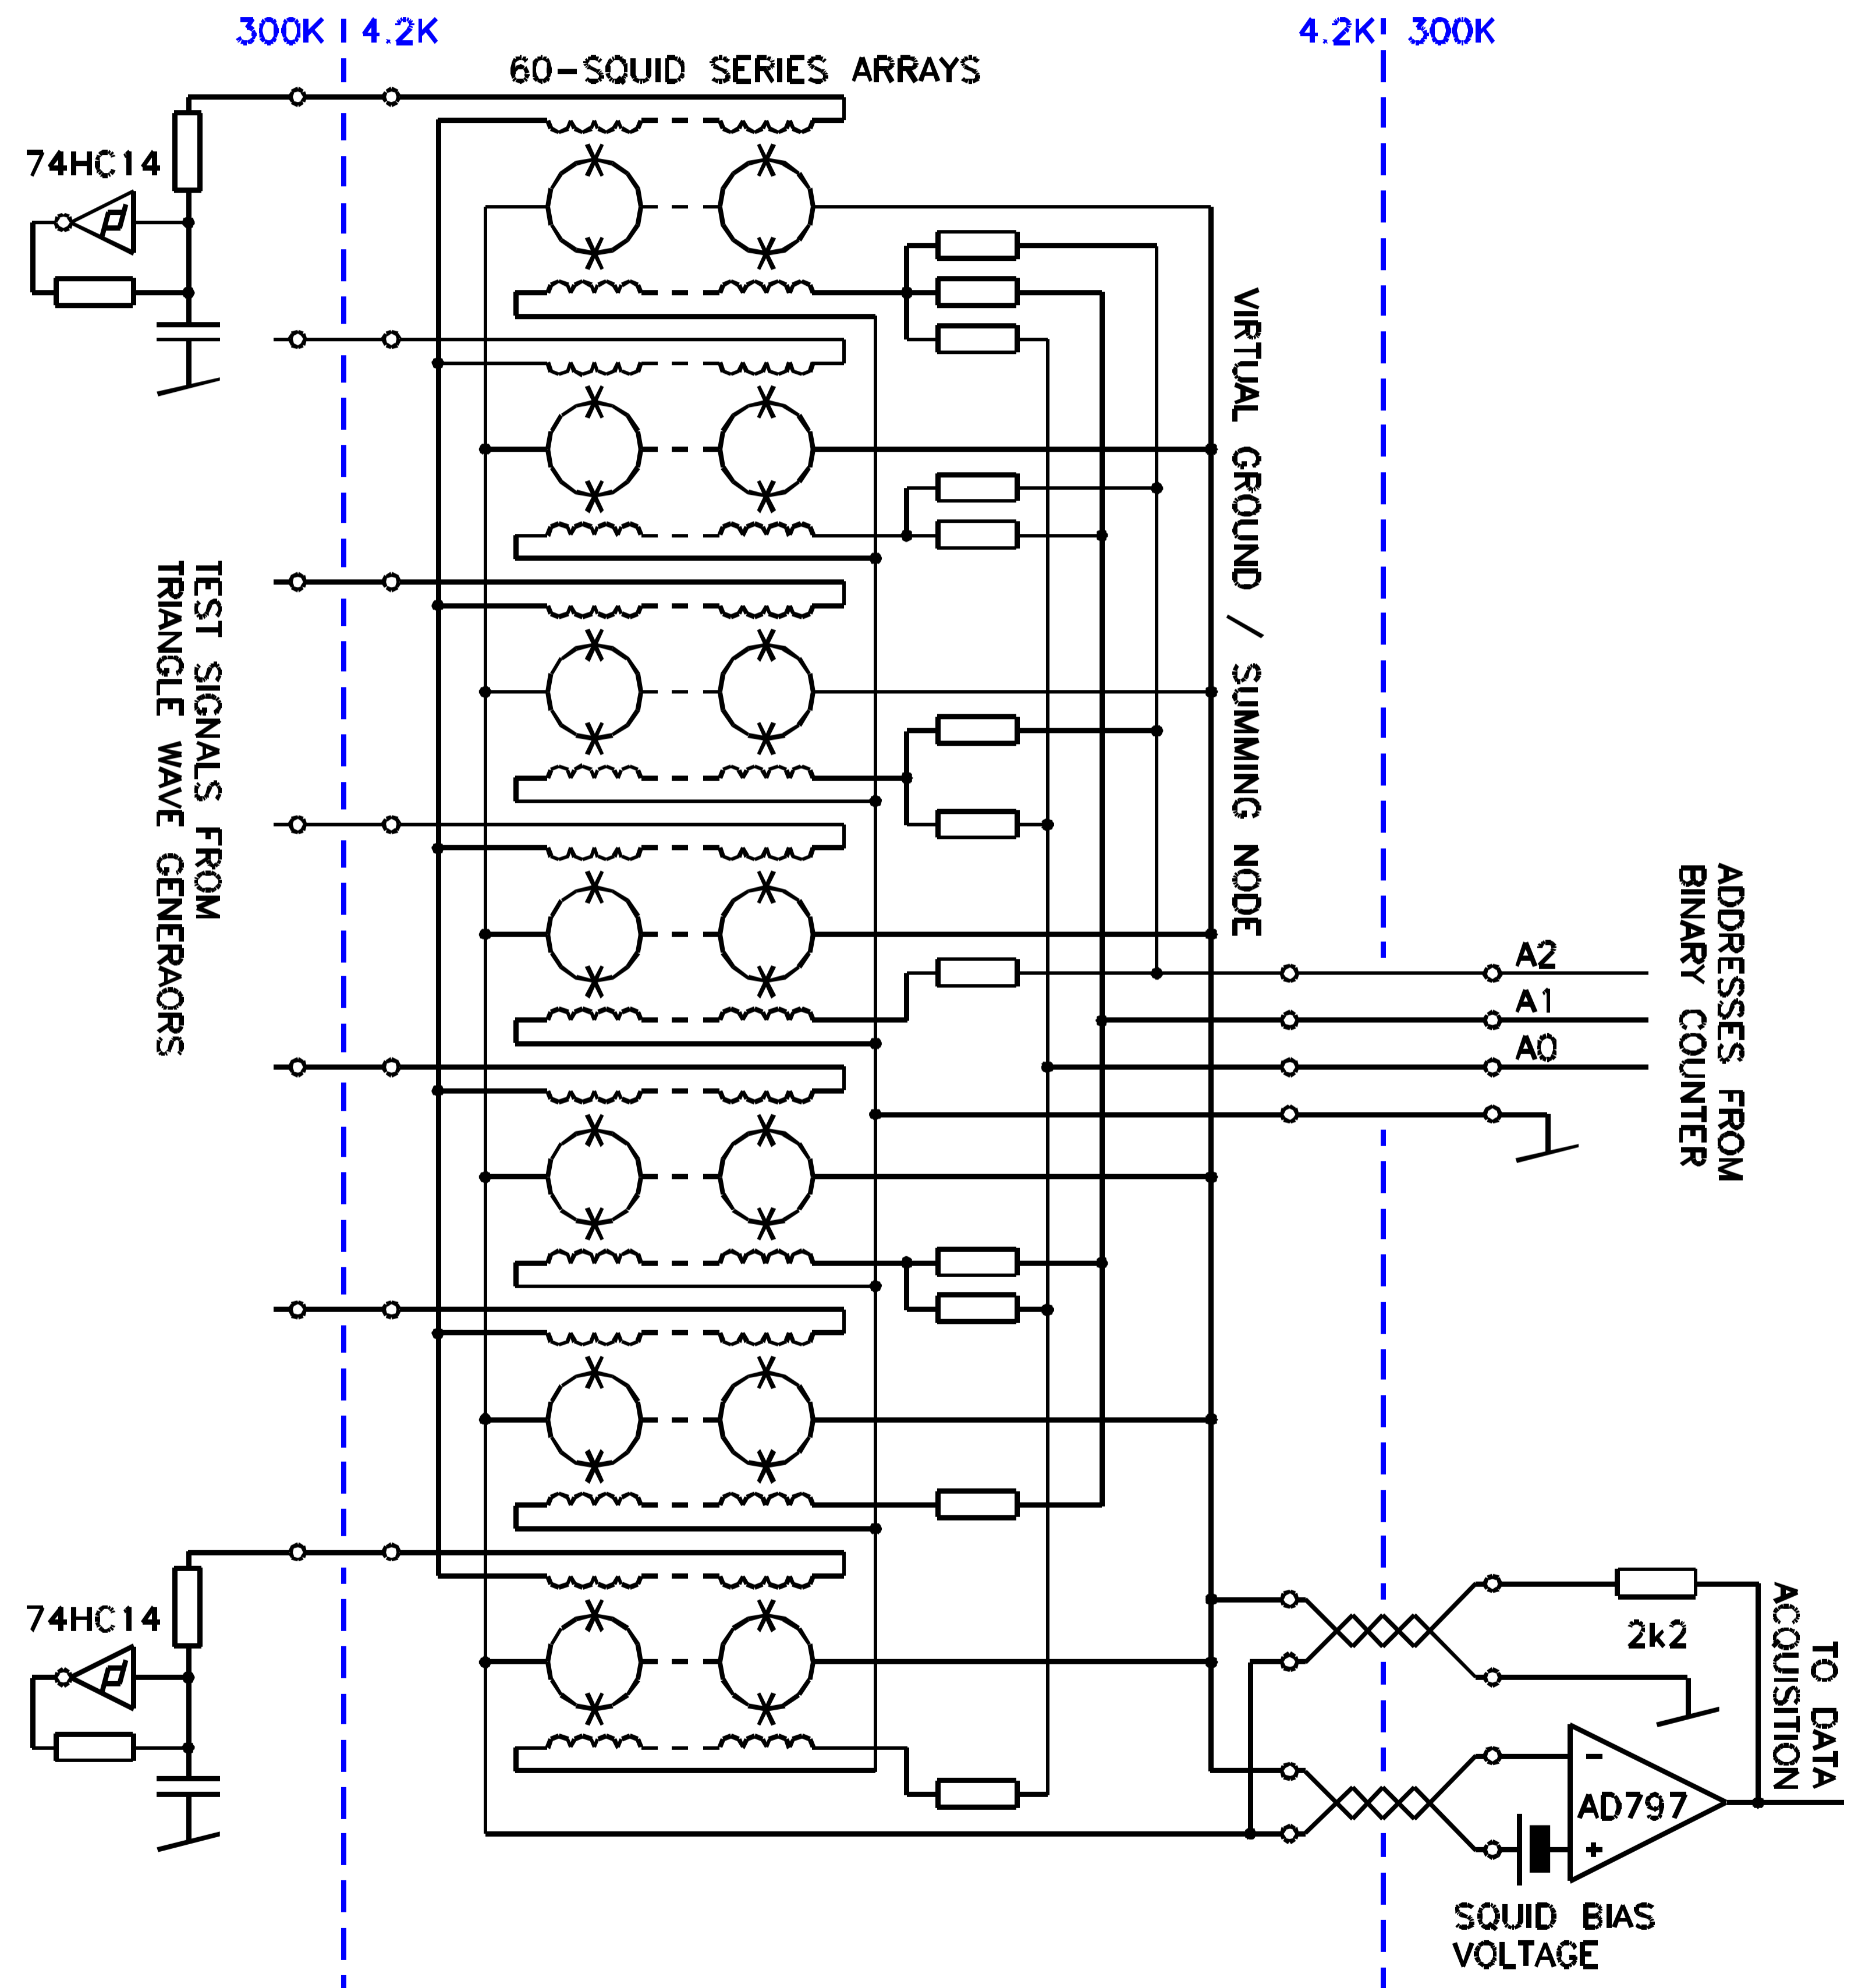 300K 4.2K
4.2K 300K
60-SQUID SERIES ARRAYS
74HC14
VIRTUAL GROUND / SUMMING NODE
TEST SIGNALS FROM
TRIANGLE WAVE GENERAORS
ADDRESSES FROM
BINARY COUNTER
A2
A1
A0
74HC14
2k2
TO DATA
ACQUISITION
AD797
-
+
SQUID BIAS
VOLTAGE